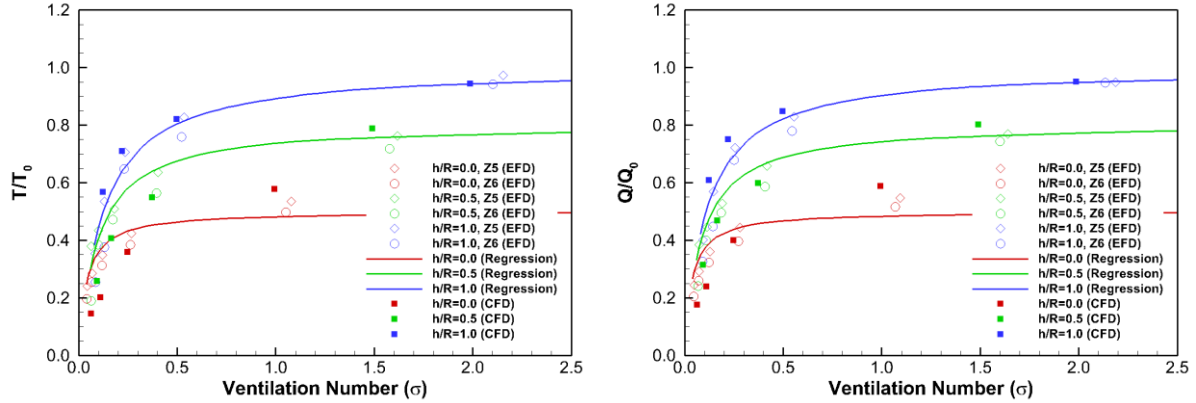 T/T0
1.2
1.0
0.8
0.6
0.4
0.2
0.0
0.0 0.5 1.0 1.5 2.0 2.5
Ventilation Number (σ)
h/R=0.0, Z5 (EFD)
h/R=0.0, Z6 (EFD)
h/R=0.5, Z5 (EFD)
h/R=0.5, Z6 (EFD)
h/R=1.0, Z5 (EFD)
h/R=1.0, Z6 (EFD)
h/R=0.0 (Regression)
h/R=0.5 (Regression)
h/R=1.0 (Regression)
h/R=0.0 (CFD)
h/R=0.5 (CFD)
h/R=1.0 (CFD)
Q/Q0
1.2
1.0
0.8
0.6
0.4
0.2
0.0
0.0 0.5 1.0 1.5 2.0 2.5
Ventilation Number (σ)
h/R=0.0, Z5 (EFD)
h/R=0.0, Z6 (EFD)
h/R=0.5, Z5 (EFD)
h/R=0.5, Z6 (EFD)
h/R=1.0, Z5 (EFD)
h/R=1.0, Z6 (EFD)
h/R=0.0 (Regression)
h/R=0.5 (Regression)
h/R=1.0 (Regression)
h/R=0.0 (CFD)
h/R=0.5 (CFD)
h/R=1.0 (CFD)